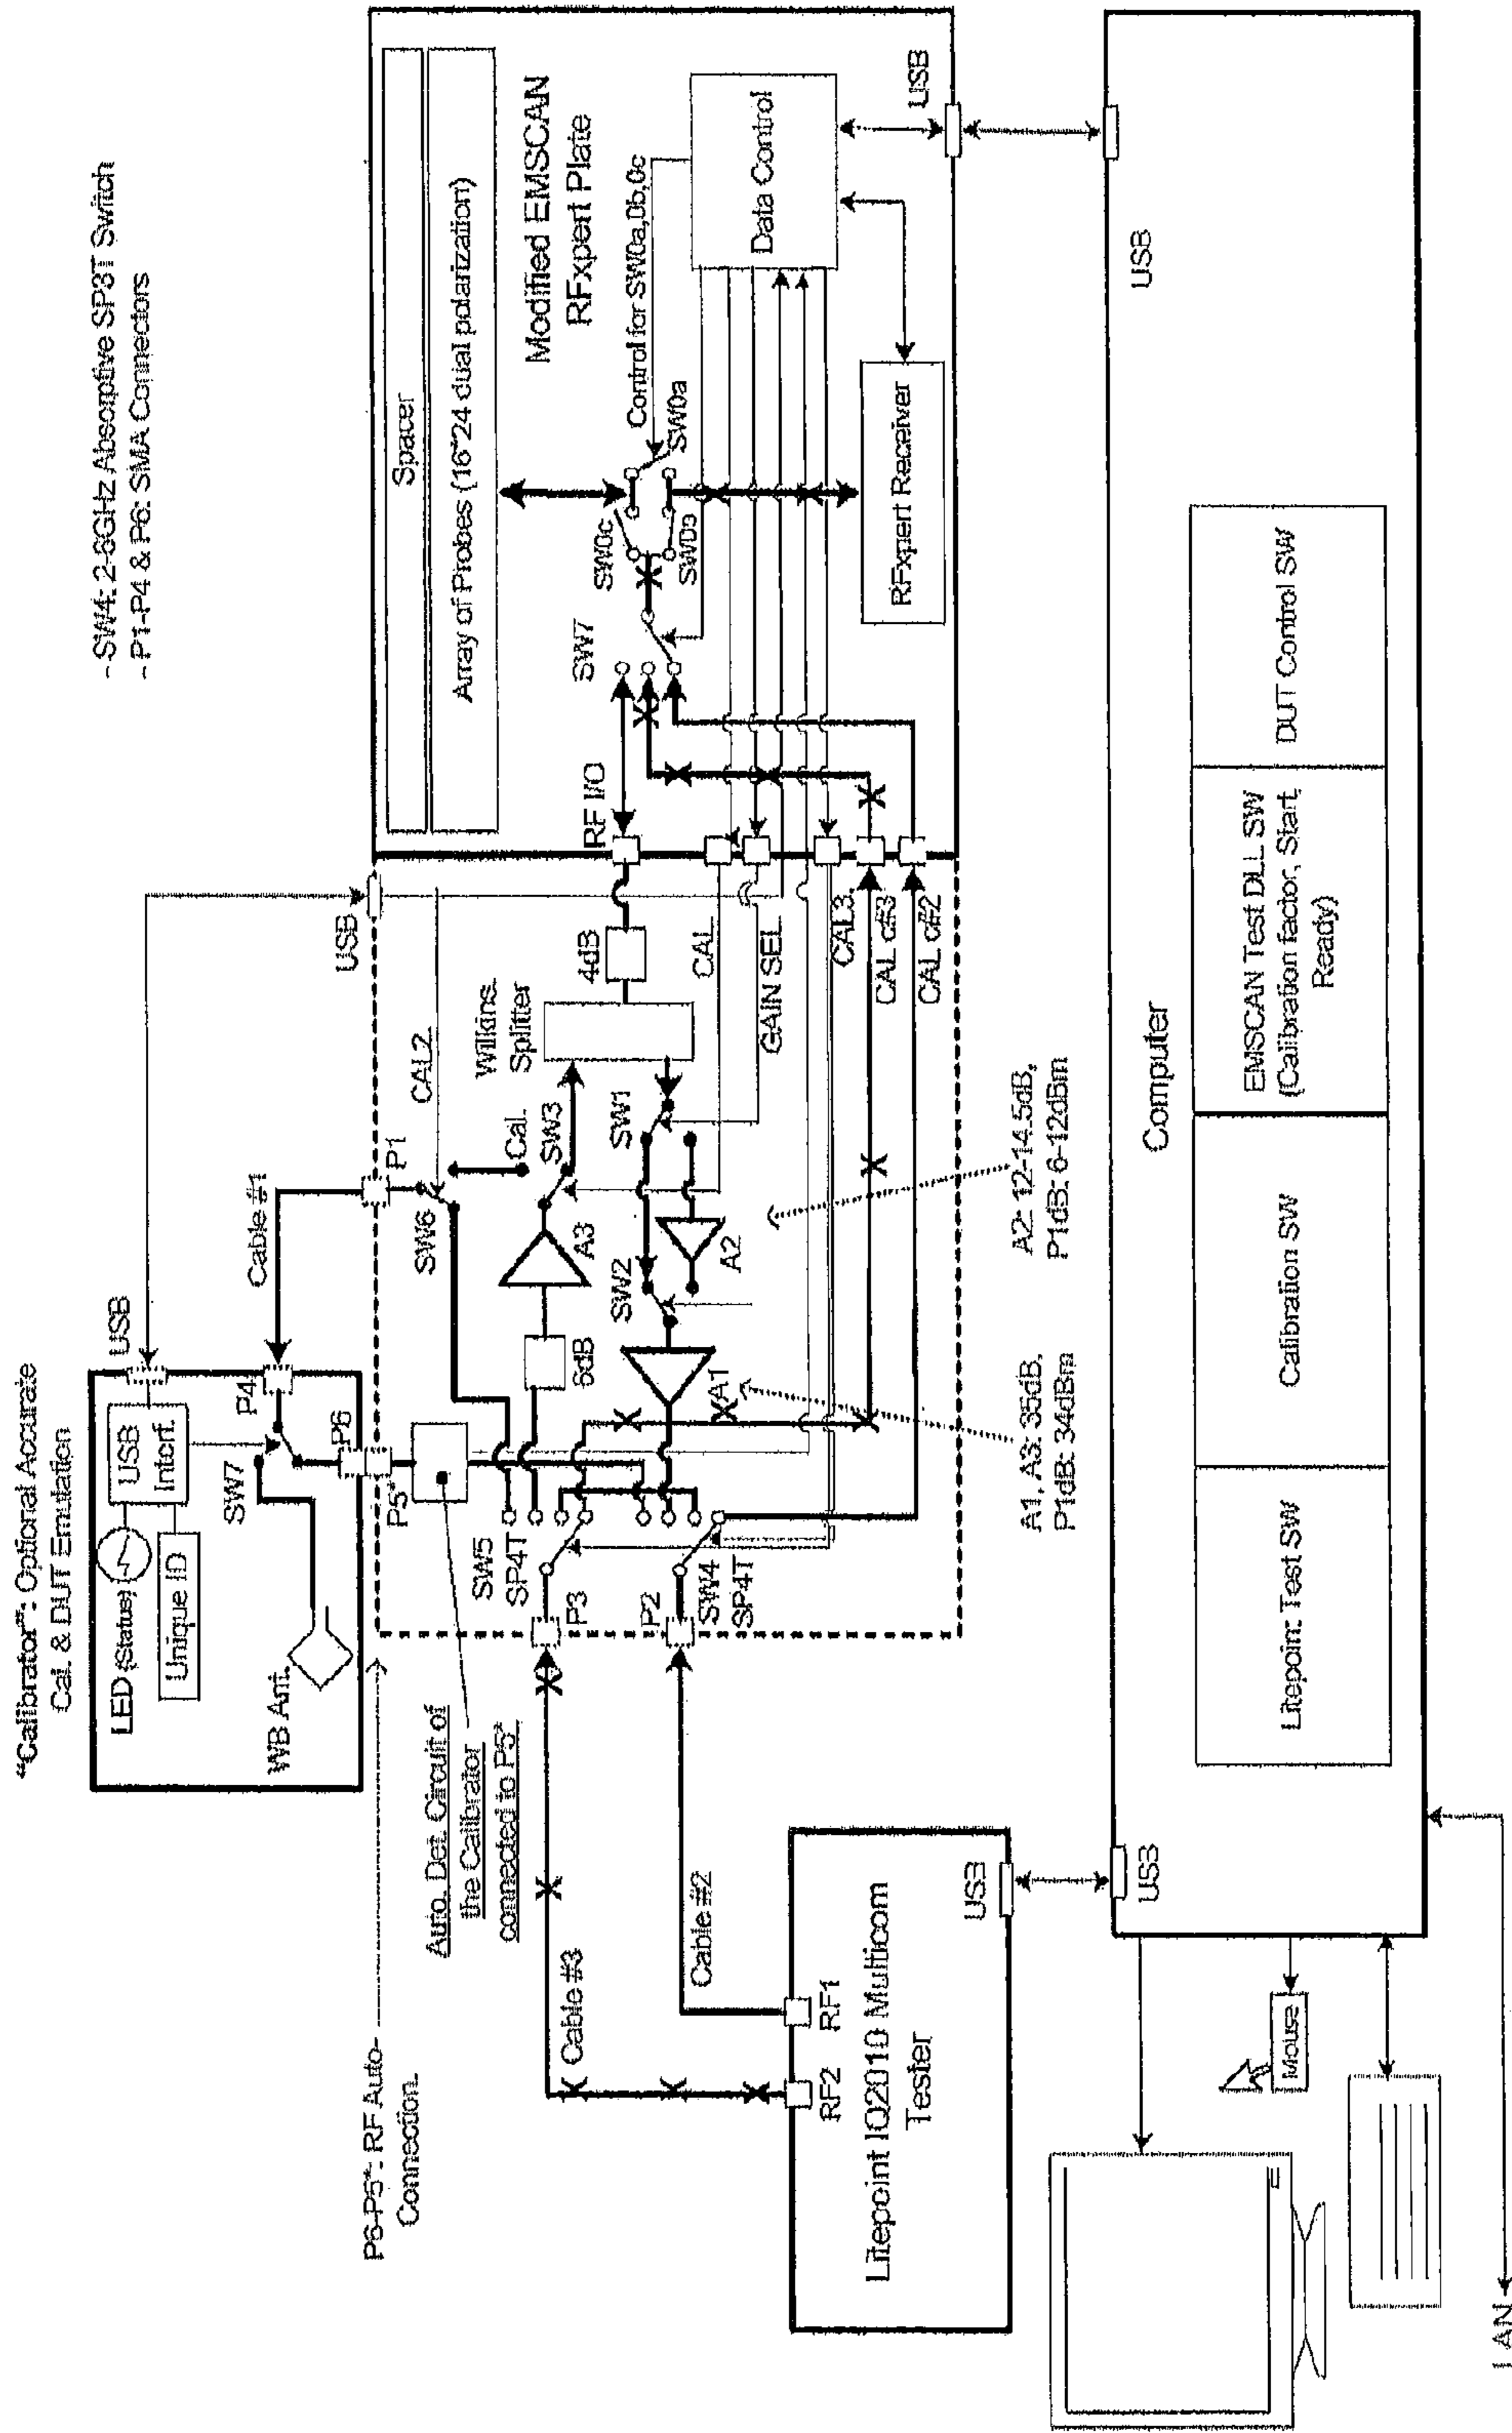 "Calibrator": Optional Accurate
Cal. & DUT Emulation
LED (Status)
USB
Interf.
Unique ID
WB Ant.
SW7
P4
P6
USB
Cable #1
- SW4: 2-6GHz Absorptive SP3T Switch
- P1-P4 & P6: SMA Connectors
P6-P5*: RF Auto-
Connection.
Auto. Det. Circuit of
the Calibrator
connected to P5*
P5*
P1
USB
CAL2
SW6
Cal.
SW3
A3
6dB
Wilkins.
Splitter
4dB
RF I/O
SW5
SP4T
P3
P2
SW4
SP4T
SW1
SW2
A2
A1
CAL
GAIN SEL
CAL3
CAL c#3
CAL c#2
A1, A3: 35dB,
P1dB: 34dBm
A2: 12-14.5dB,
P1dB: 6-12dBm
Spacer
Array of Probes (16*24 dual polarization)
Modified EMSCAN
RFxpert Plate
Control for SW0a,0b,0c
SW0a
SW0c
SW7
Data Control
RFxpert Receiver
USB
Cable #3
Cable #2
RF2
RF1
Litepoint IQ2010 Multicom
Tester
USB
USB
USB
Computer
Litepoint Test SW
Calibration SW
EMSCAN Test DLL SW
(Calibration factor, Start,
Ready)
DUT Control SW
Mouse
LAN